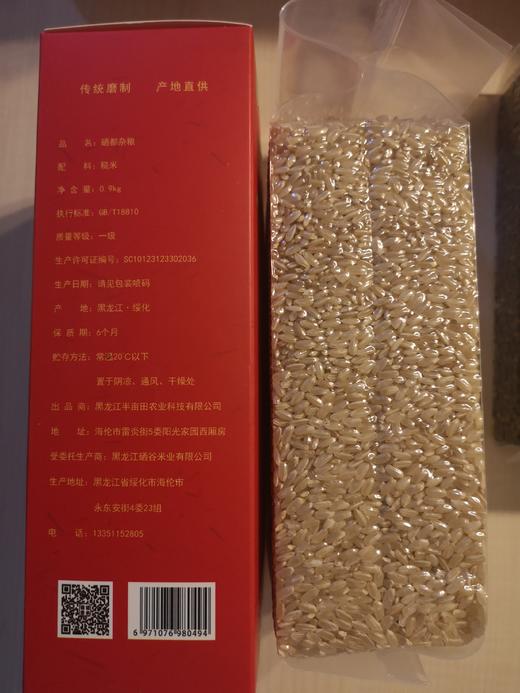 传统磨制 产地直供
品 名：硒都杂粮
配 料：糙米
净 含 量：0.9kg
执行标准：GB/T18810
质量等级：一级
生产许可证编号：SC10123123302036
生产日期：请见包装喷码
产 地：黑龙江·绥化
保 质 期：6个月
贮存方法：常温20℃以下
置于阴凉、通风、干燥处
出 品 商：黑龙江半亩田农业科技有限公司
地 址：海伦市雷炎街5委阳光家园西厢房
受委托生产商：黑龙江硒谷米业有限公司
生产地址：黑龙江省绥化市海伦市
永东安街4委23组
电 话：13351152805
6 971076 980494